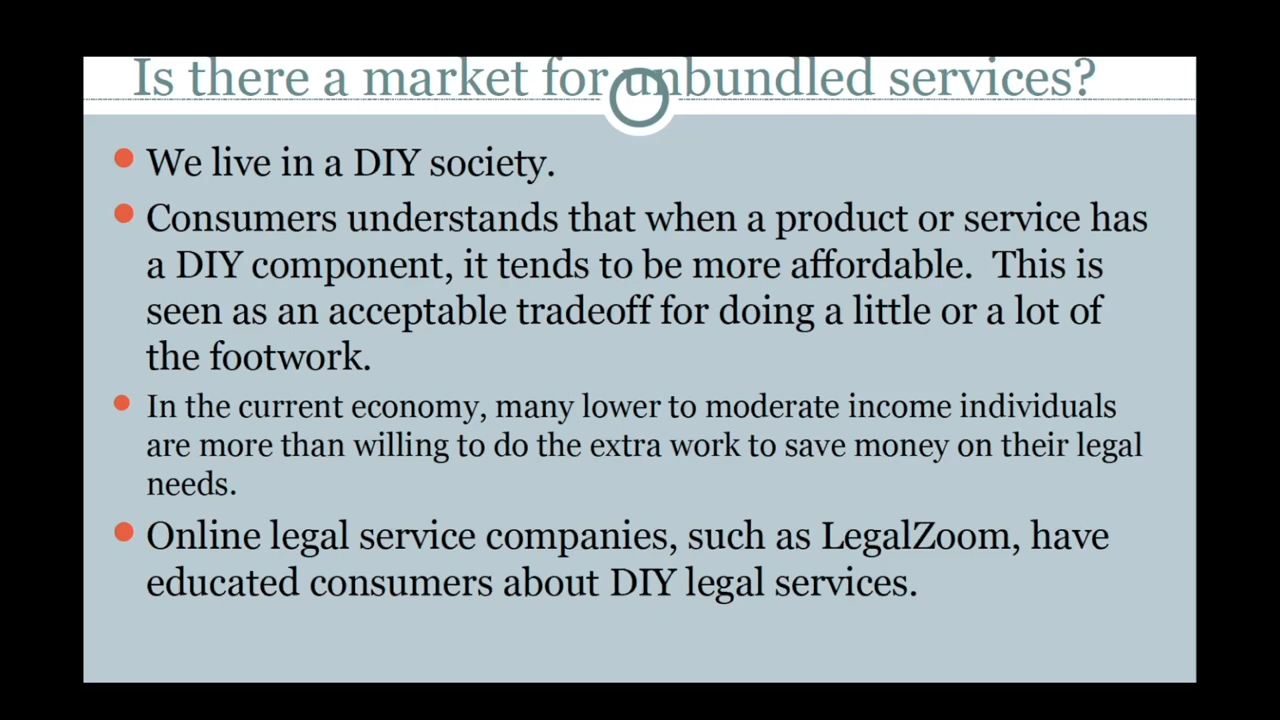 Is there a market for unbundled services?
We live in a DIY society.
Consumers understands that when a product or service has
a DIY component, it tends to be more affordable.  This is
seen as an acceptable tradeoff for doing a little or a lot of
the footwork.
In the current economy, many lower to moderate income individuals
are more than willing to do the extra work to save money on their legal
needs.
Online legal service companies, such as LegalZoom, have
educated consumers about DIY legal services.